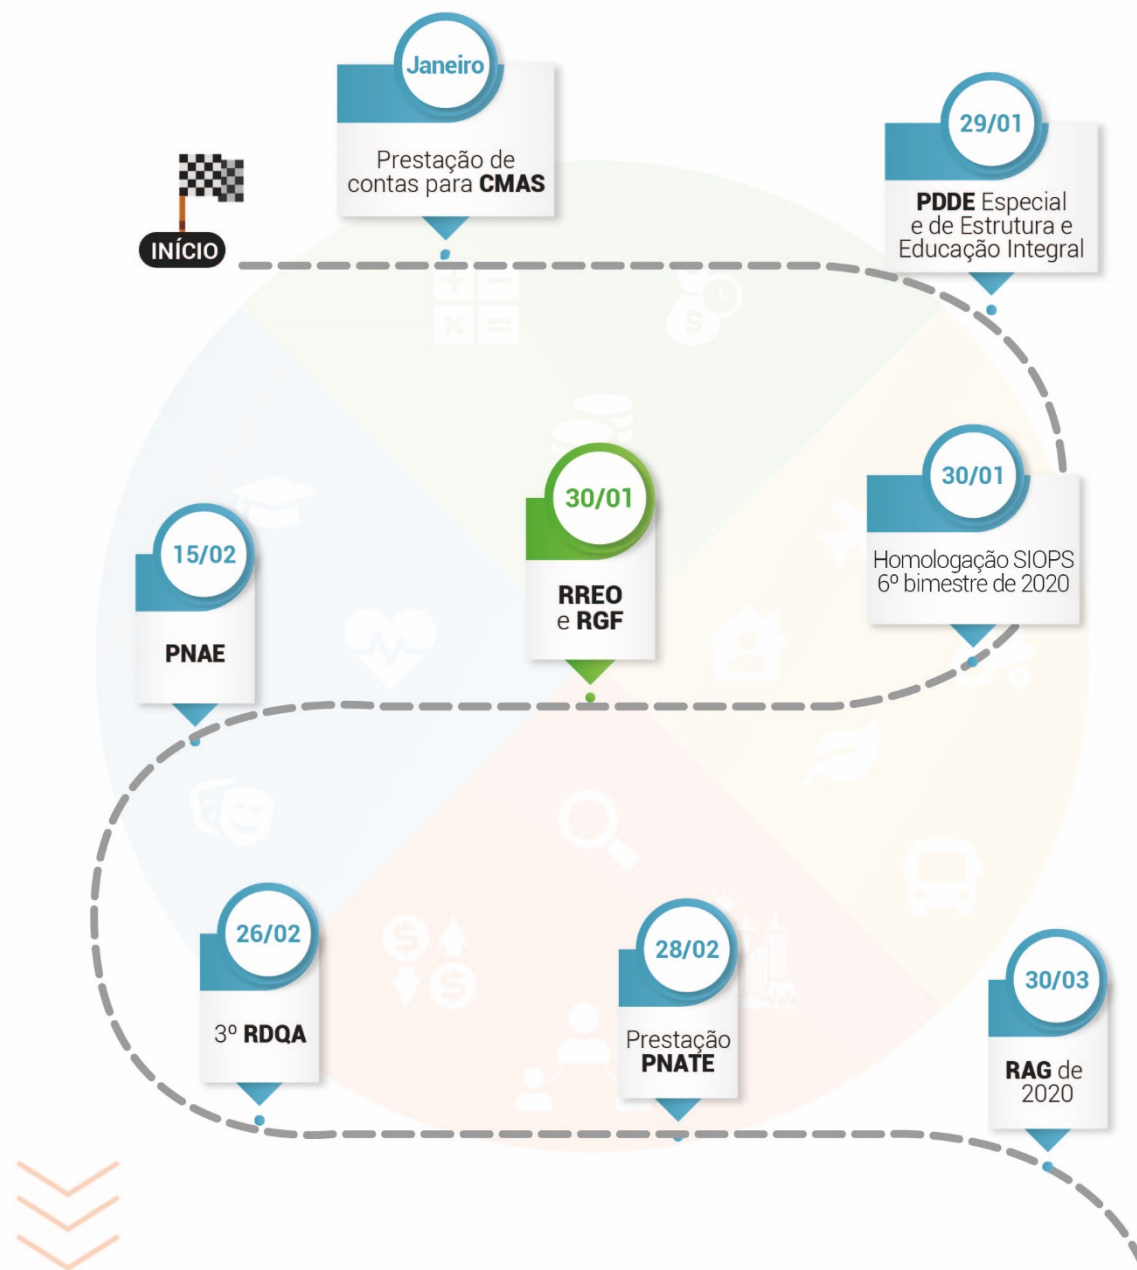 INÍCIO
Janeiro
Prestação de
contas para CMAS
29/01
PDDE Especial
e de Estrutura e
Educação Integral
30/01
Homologação SIOPS
6º bimestre de 2020
30/01
RREO
e RGF
15/02
PNAE
26/02
3º RDQA
28/02
Prestação
PNATE
30/03
RAG de
2020